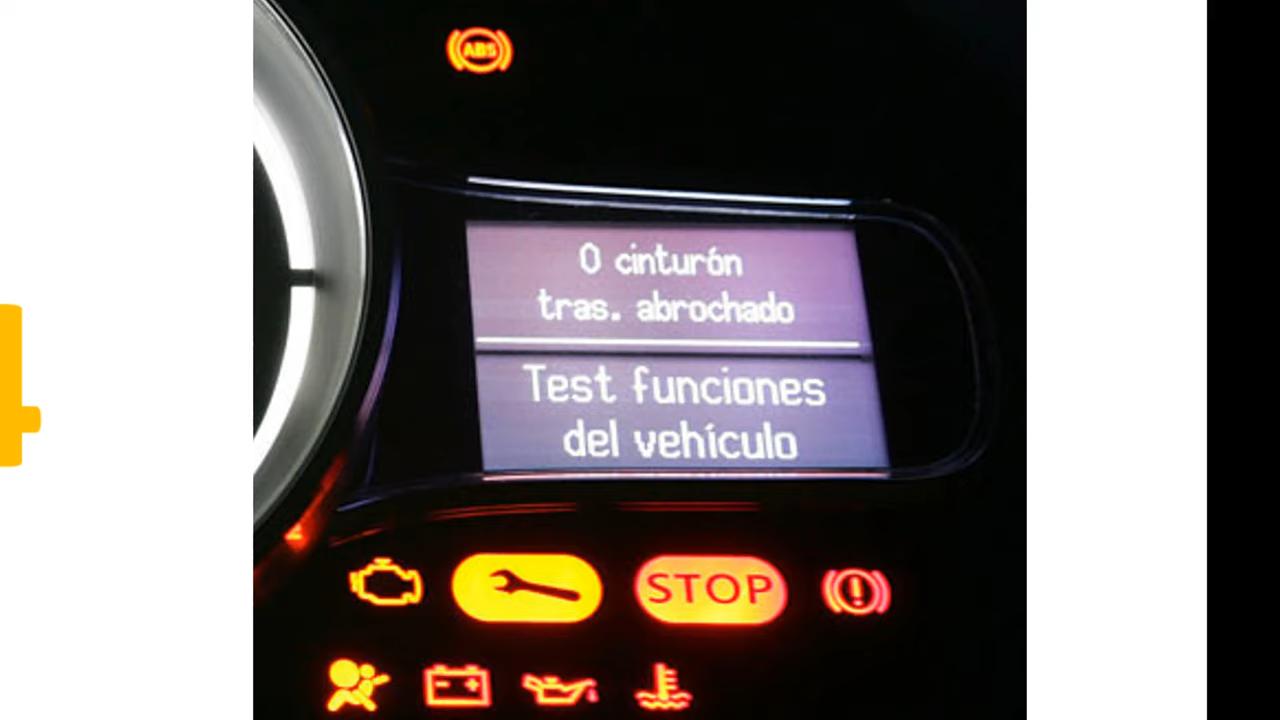 ABS
0 cinturón
tras. abrochado
Test funciones
del vehículo
STOP